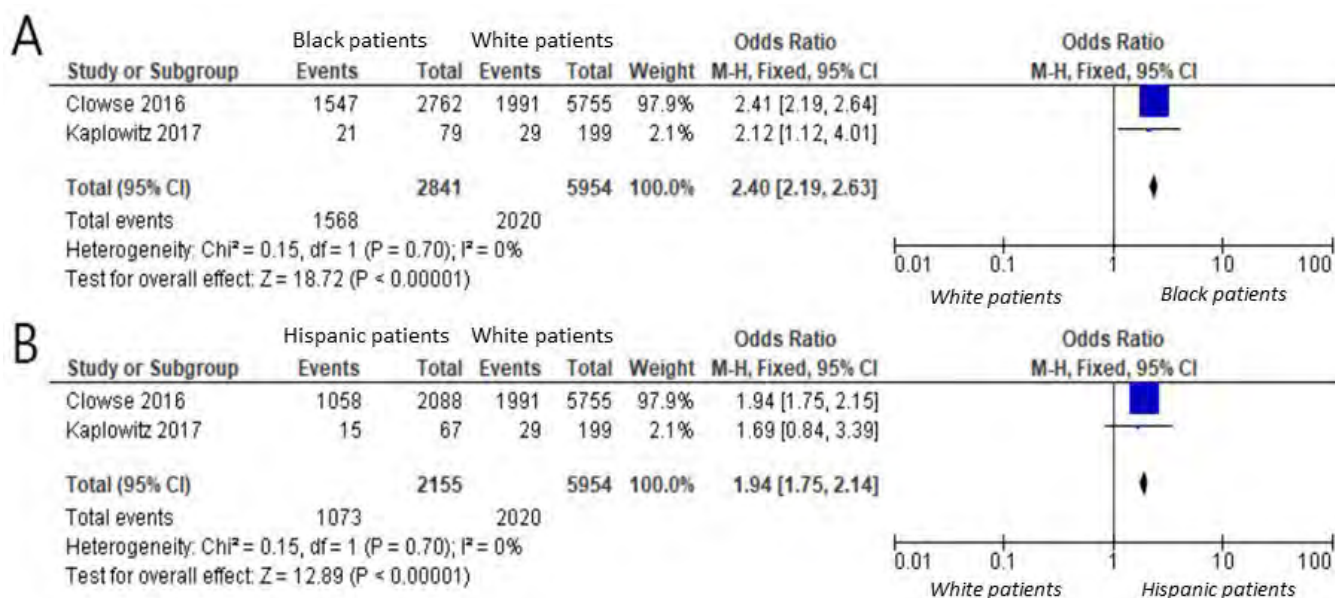 A
Black patients White patients Odds Ratio Odds Ratio
Study or Subgroup Events Total Events Total Weight M-H, Fixed, 95% CI M-H, Fixed, 95% CI
Clowse 2016 1547 2762 1991 5755 97.9% 2.41 [2.19, 2.64]
Kaplowitz 2017 21 79 29 199 2.1% 2.12 [1.12, 4.01]
Total (95% CI) 2841 5954 100.0% 2.40 [2.19, 2.63]
Total events 1568 2020
Heterogeneity: Chi² = 0.15, df = 1 (P = 0.70); I² = 0%
Test for overall effect: Z = 18.72 (P < 0.00001)
0.01 0.1 1 10 100
White patients Black patients
B
Hispanic patients White patients Odds Ratio Odds Ratio
Study or Subgroup Events Total Events Total Weight M-H, Fixed, 95% CI M-H, Fixed, 95% CI
Clowse 2016 1058 2088 1991 5755 97.9% 1.94 [1.75, 2.15]
Kaplowitz 2017 15 67 29 199 2.1% 1.69 [0.84, 3.39]
Total (95% CI) 2155 5954 100.0% 1.94 [1.75, 2.14]
Total events 1073 2020
Heterogeneity: Chi² = 0.15, df = 1 (P = 0.70); I² = 0%
Test for overall effect: Z = 12.89 (P < 0.00001)
0.01 0.1 1 10 100
White patients Hispanic patients